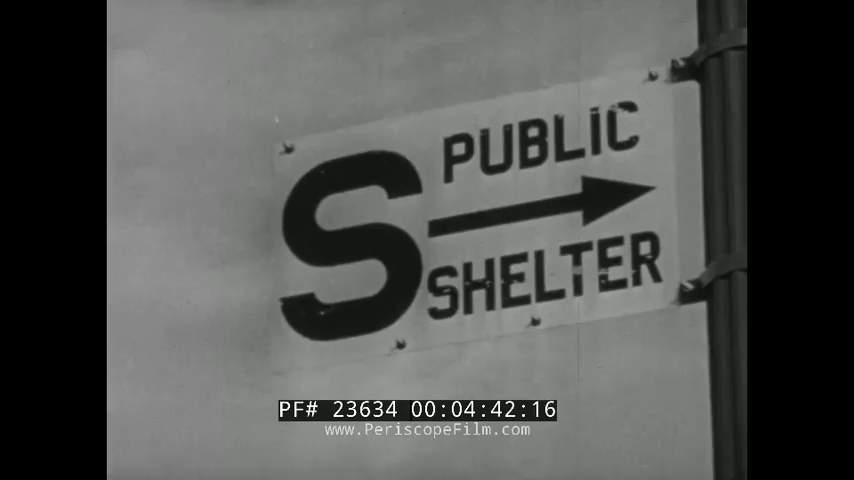 S
PUBLIC
SHELTER
PF# 23634 00:04:42:16
www.PeriscopeFilm.com